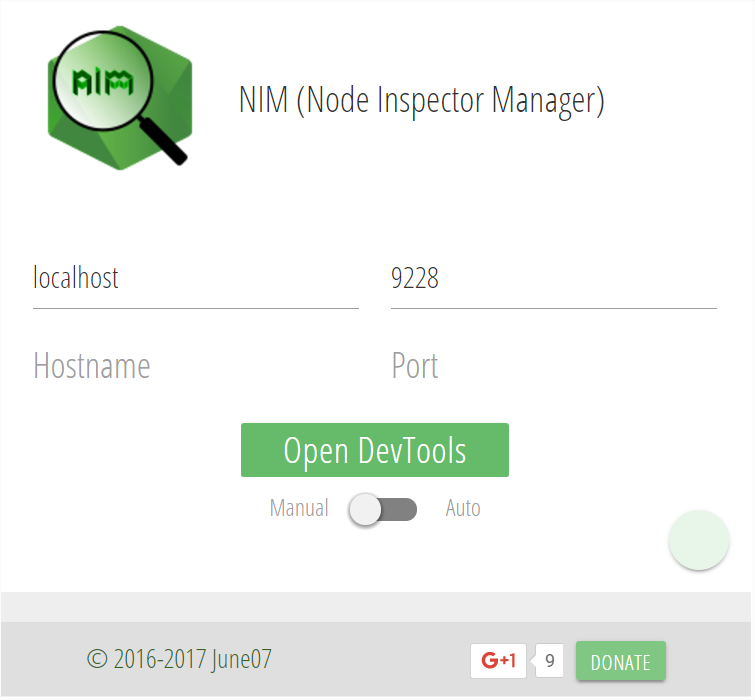 NiM
NIM (Node Inspector Manager)
localhost
9228
Hostname
Port
Open DevTools
Manual
Auto
© 2016-2017 June07
G+1
9
DONATE